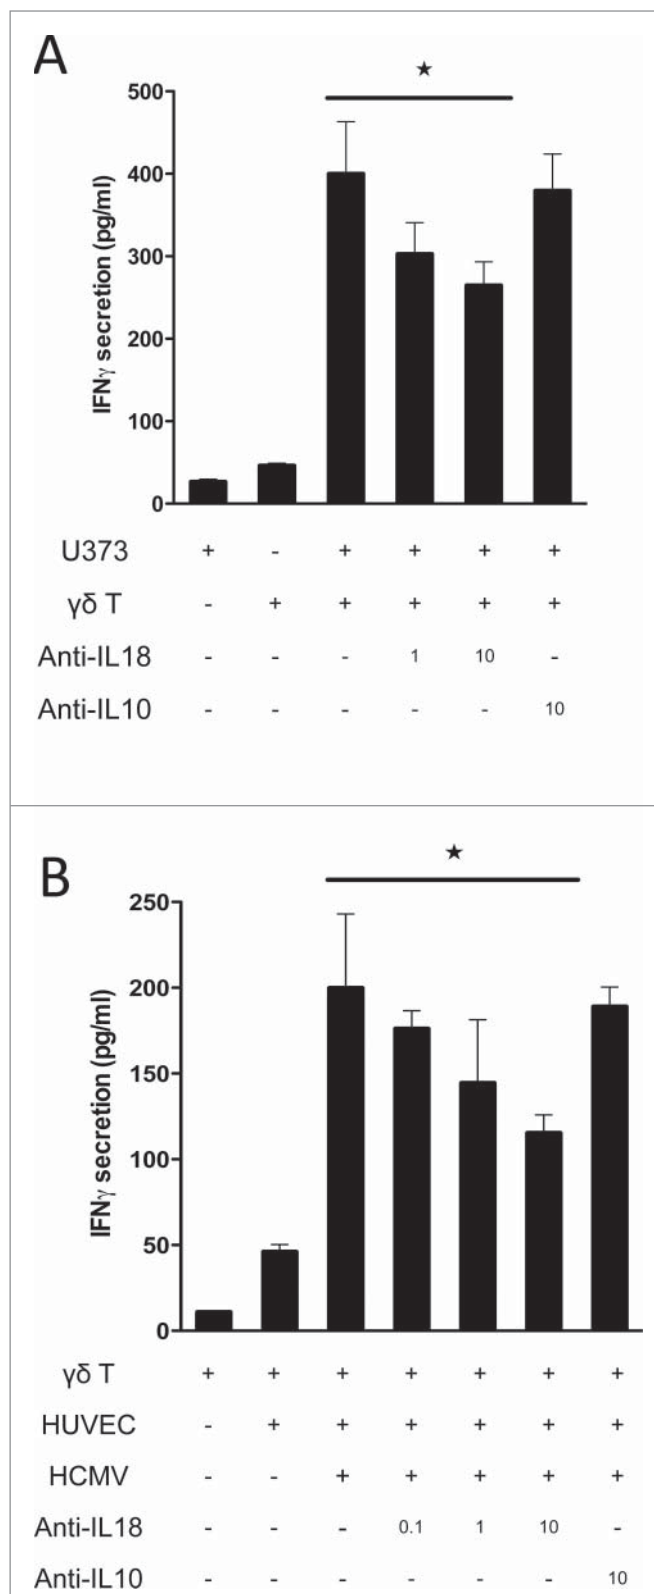 A
★
500
400
300
200
100
0
IFNγ secretion (pg/ml)
U373 + - + + + +
γδ T - + + + + +
Anti-IL18 - - - 1 10 -
Anti-IL10 - - - - - 10
B
★
250
200
150
100
50
0
IFNγ secretion (pg/ml)
γδ T + + + + + + +
HUVEC - + + + + + +
HCMV - - + + + + +
Anti-IL18 - - - 0.1 1 10 -
Anti-IL10 - - - - - - 10